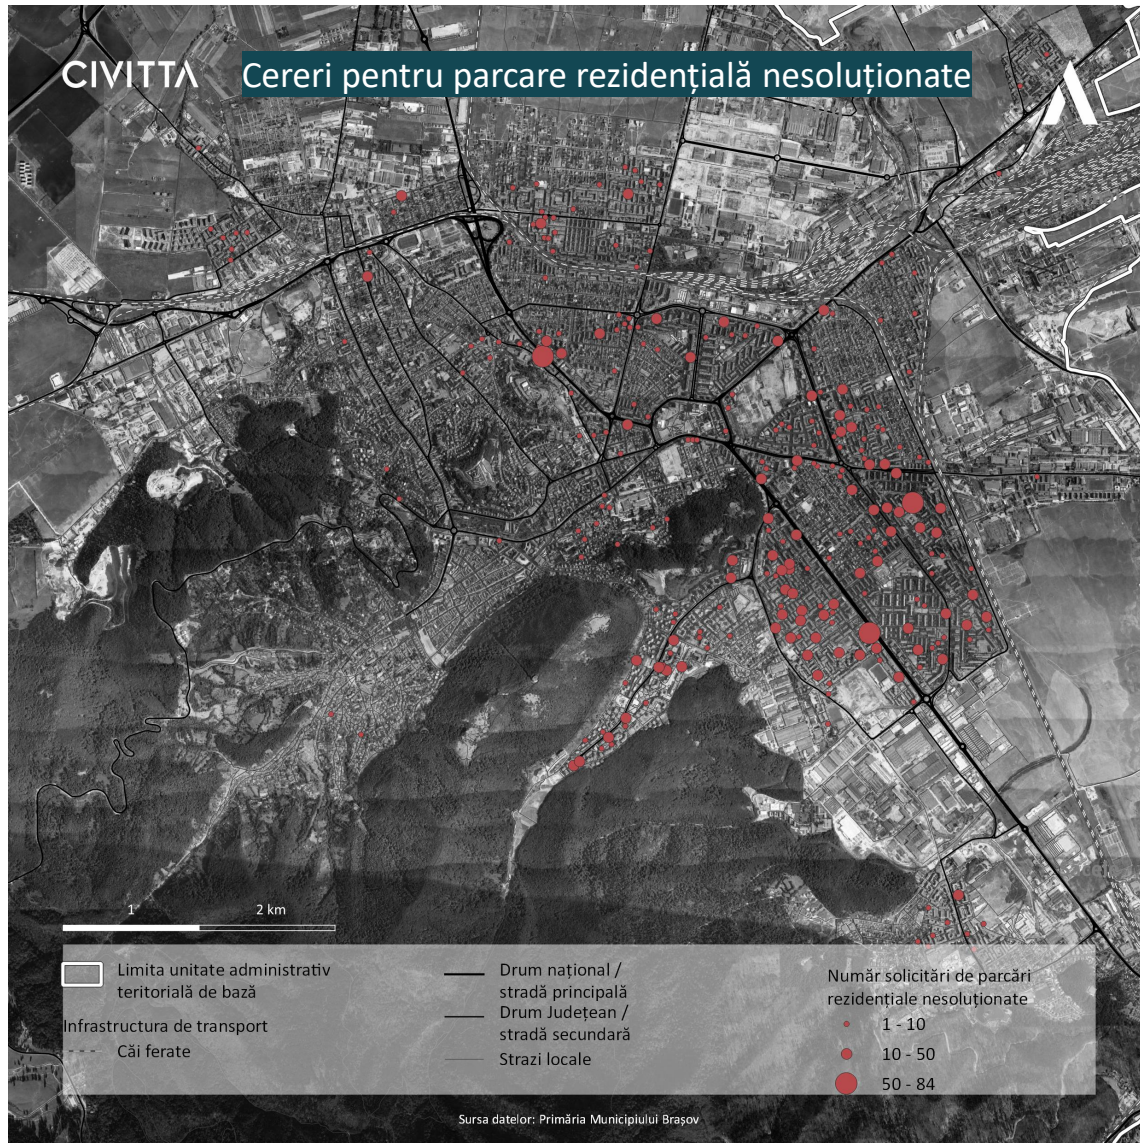 CIVITTA
Cereri pentru parcare rezidențială nesoluționate
1 2 km
Limita unitate administrativ
teritorială de bază
Infrastructura de transport
Căi ferate
Drum național /
stradă principală
Drum Județean /
stradă secundară
Strazi locale
Număr solicitări de parcări
rezidențiale nesoluționate
1 - 10
10 - 50
50 - 84
Sursa datelor: Primăria Municipiului Brașov